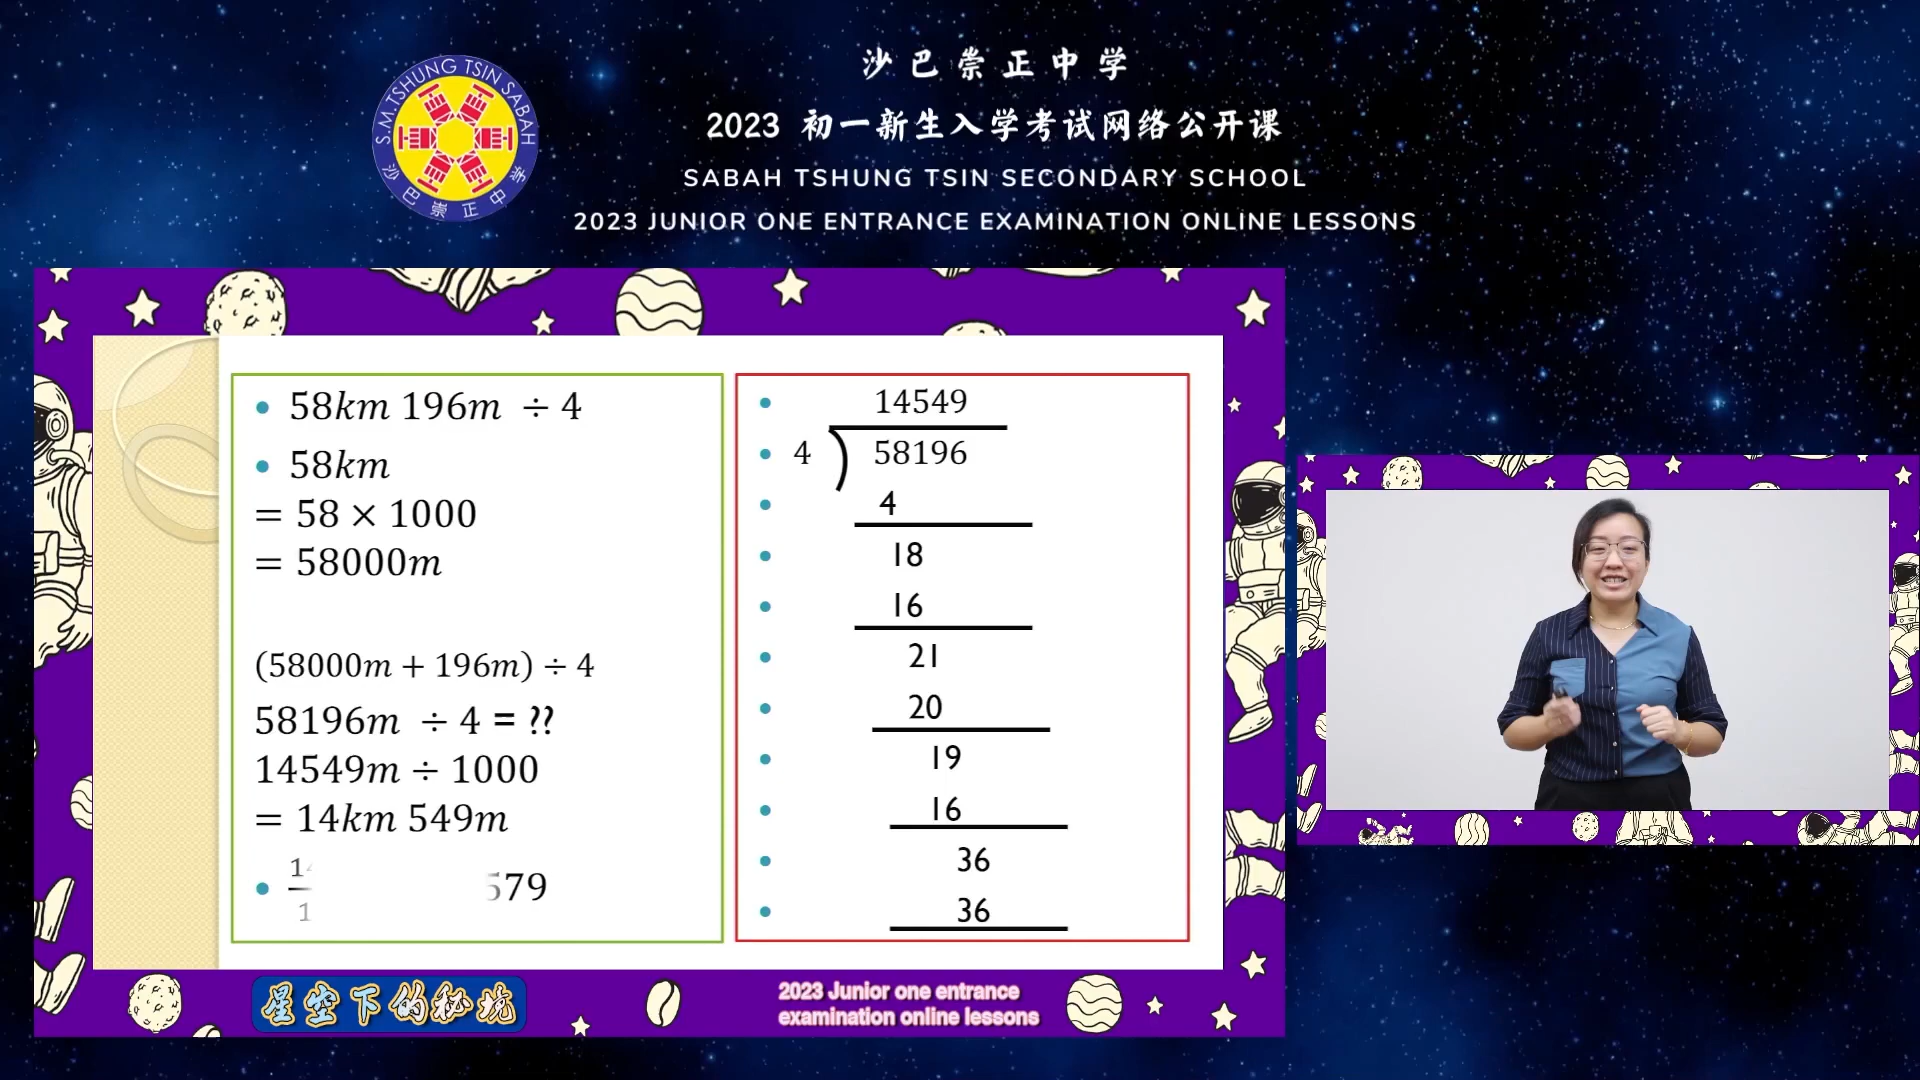 沙巴崇正中学
2023 初一新生入学考试网络公开课
SABAH TSHUNG TSIN SECONDARY SCHOOL
2023 JUNIOR ONE ENTRANCE EXAMINATION ONLINE LESSONS
S.M TSHUNG TSIN SABAH
沙巴崇正中学
58km 196m ÷ 4
58km
= 58 × 1000
= 58000m
(58000m + 196m) ÷ 4
58196m ÷ 4 = ??
14549m ÷ 1000
= 14km 549m
579
14549
4 58196
4
18
16
21
20
19
16
36
36
星空下的秘境
2023 Junior one entrance
examination online lessons